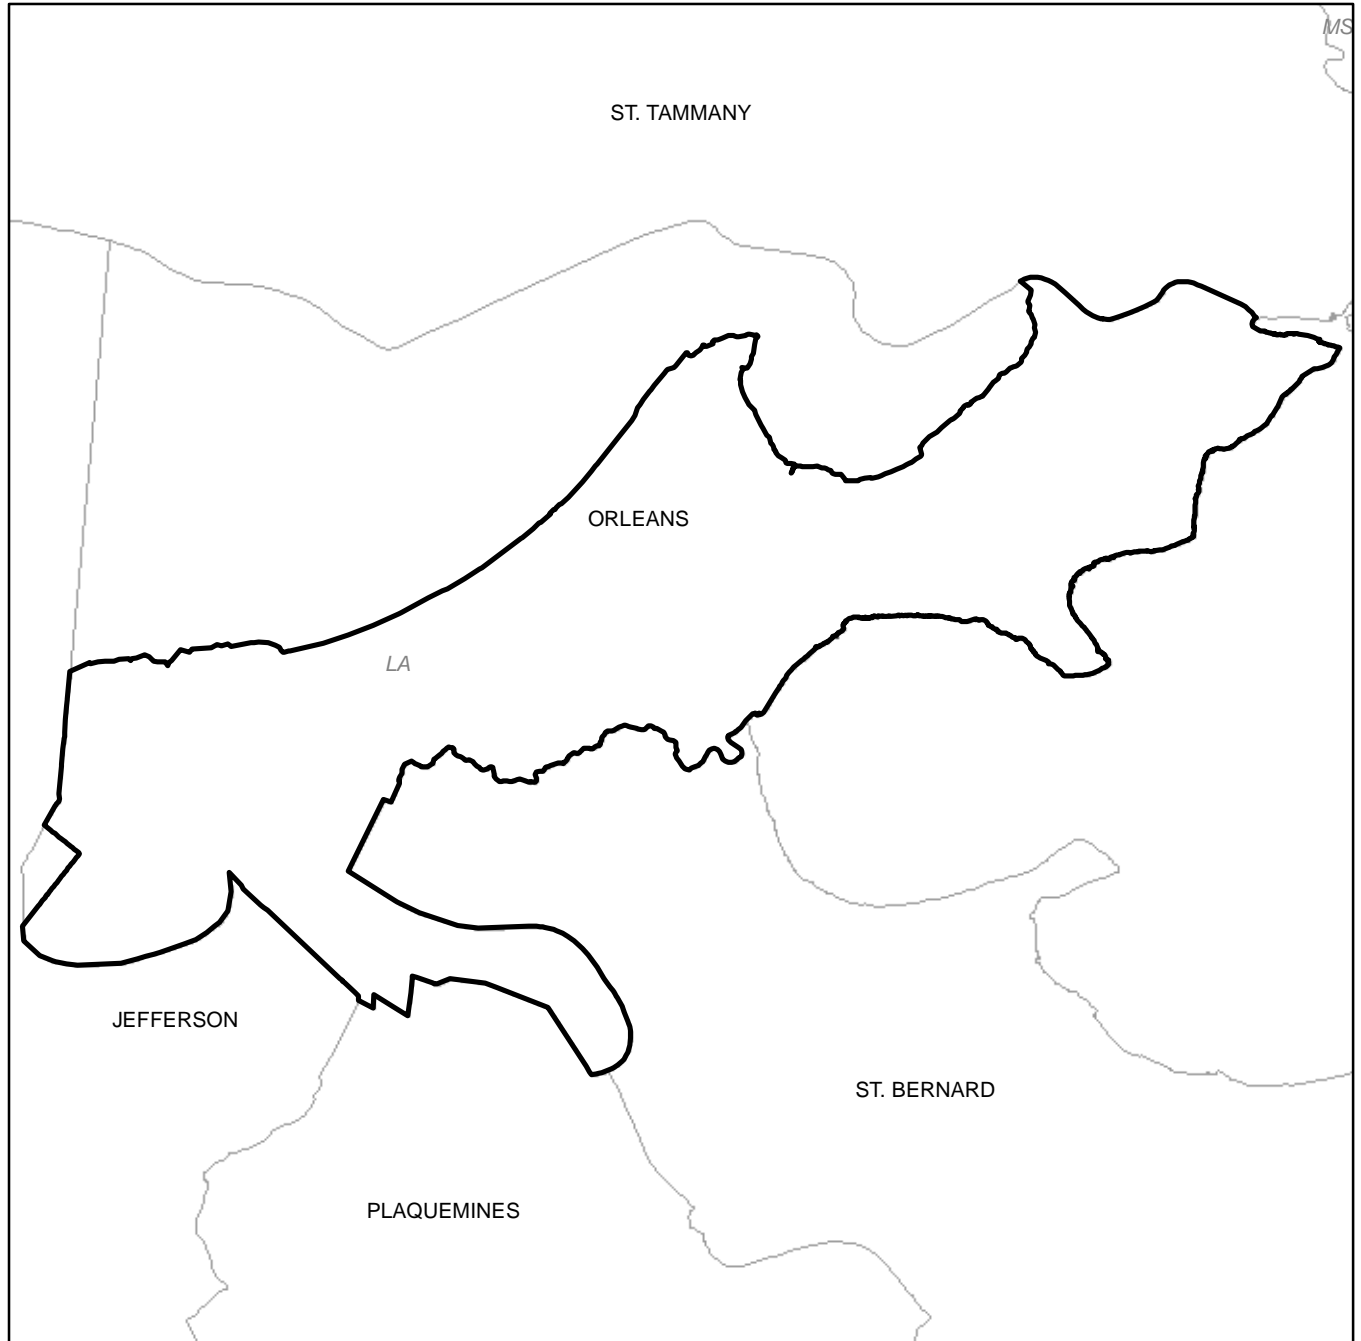 MS
ST. TAMMANY
ORLEANS
LA
JEFFERSON
ST. BERNARD
PLAQUEMINES